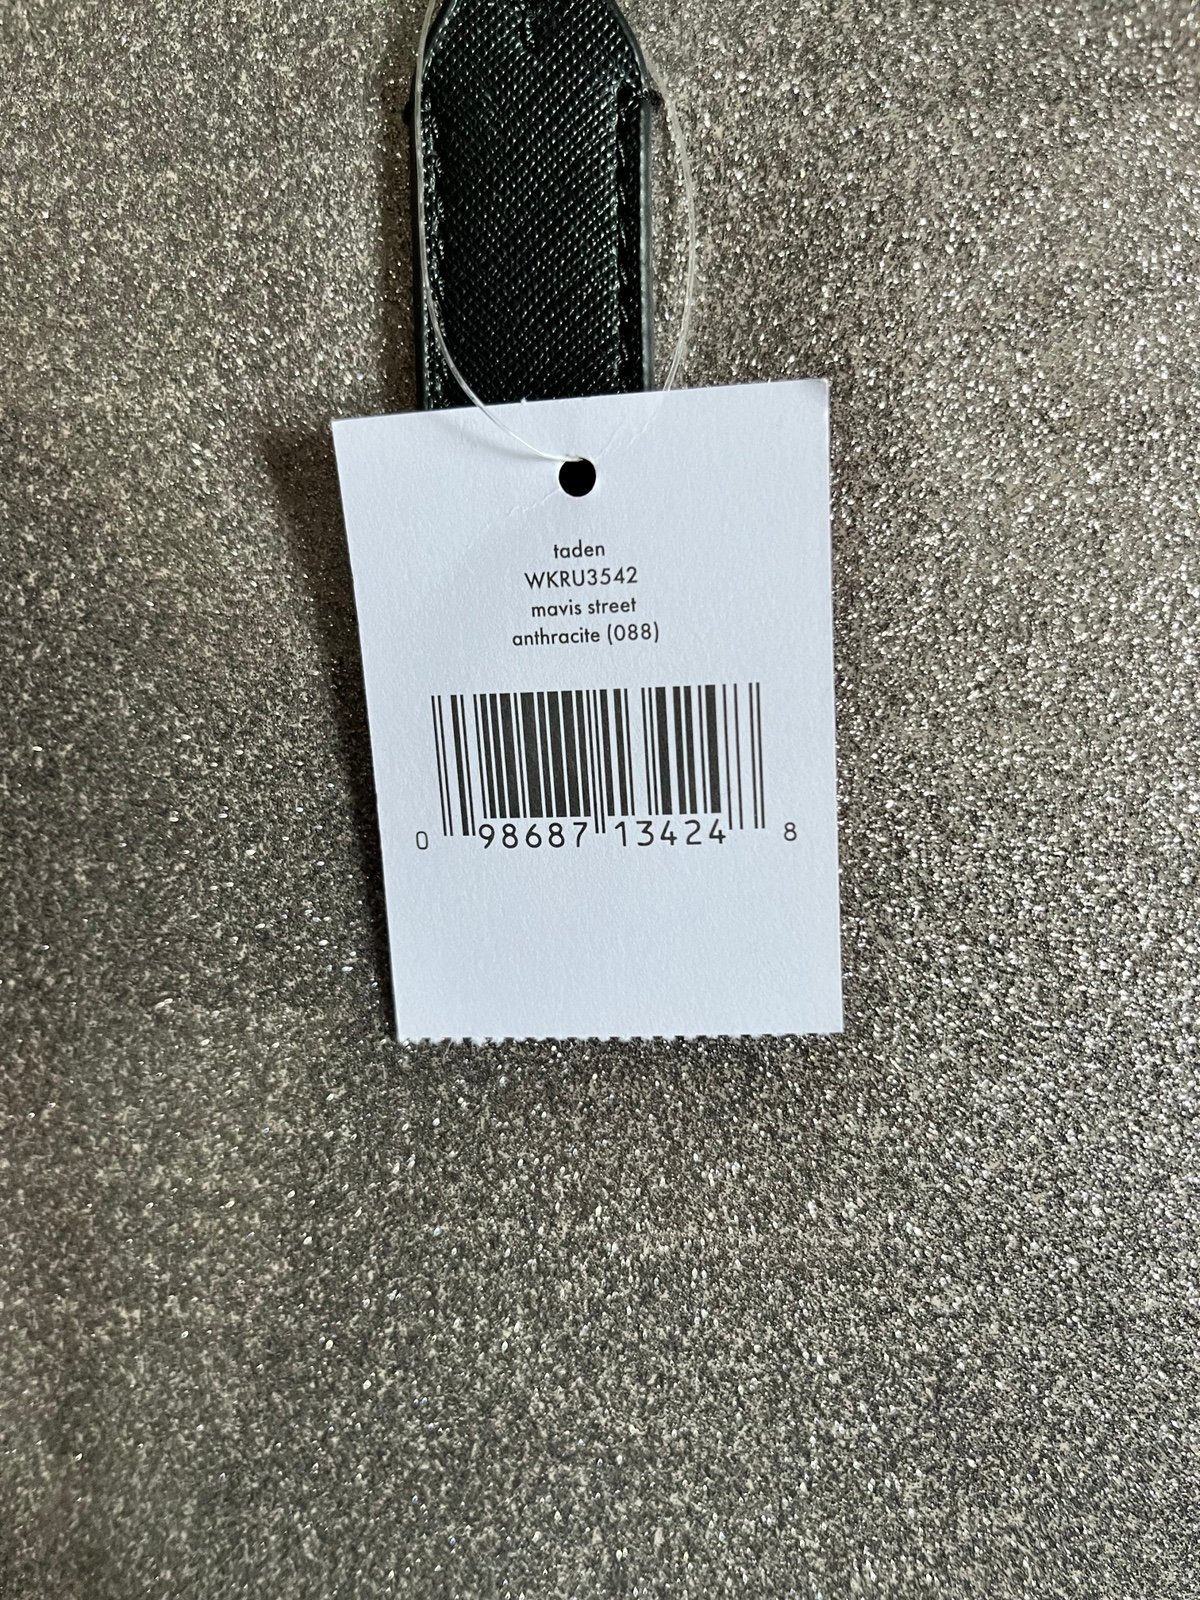 taden
WKRU3542
mavis street
anthracite (088)
0 98687 13424 8